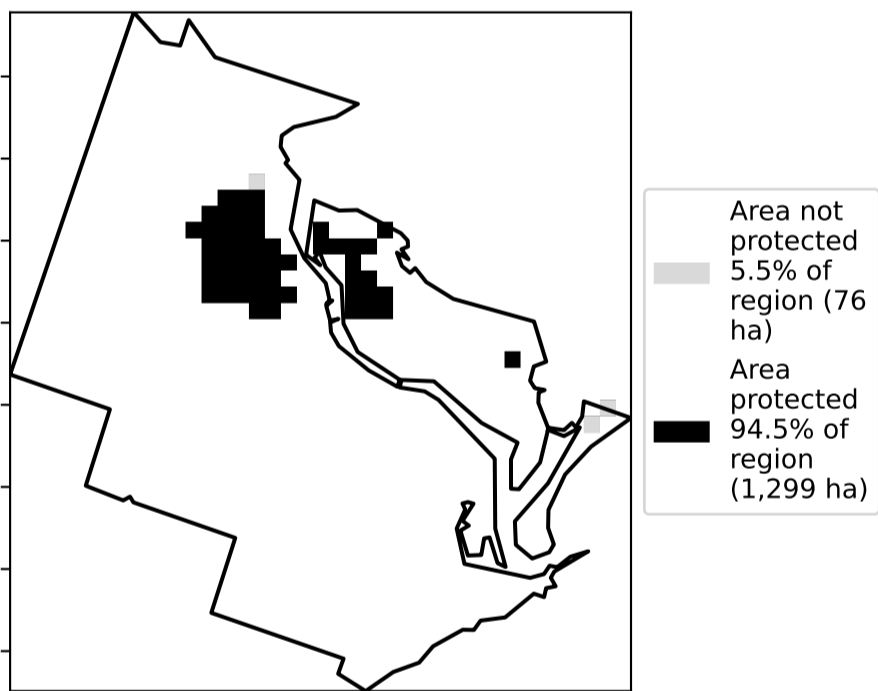 Area not
protected
5.5% of
region (76
ha)
Area
protected
94.5% of
region
(1,299 ha)